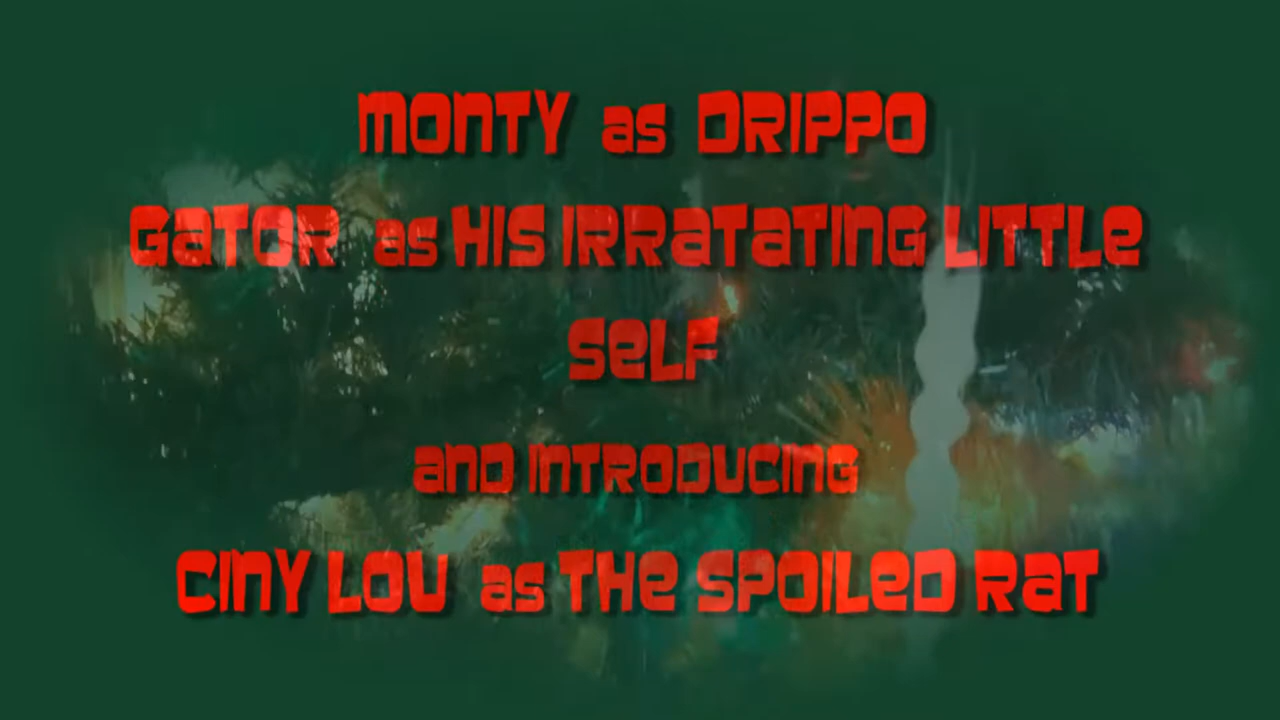 MONTY as DRIPPO
GaTOR as HIS IRRaTaTING LITTLe
SeLF
aND INTRODUCING
CINY LOU as THe SPOILeD RaT